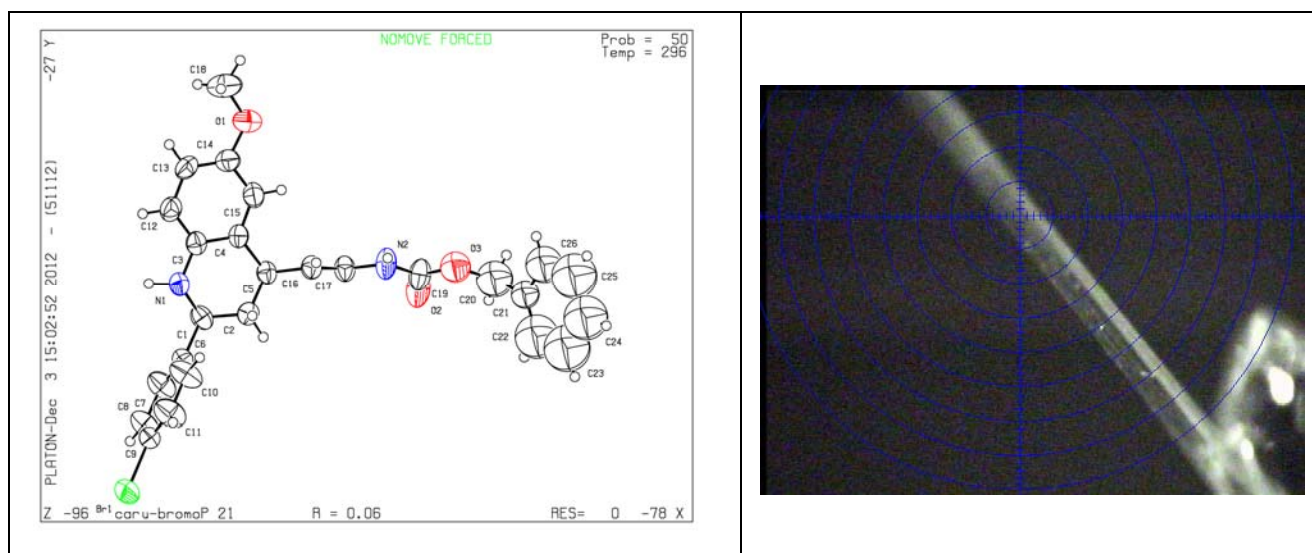 NOMOVE FORCED
Prob = 50
Temp = 296
-27 Y
PLATON-Dec 3 15:02:52 2012 - (51112)
C18
O1
C14
C13
C15
C12
C3
C4
N1
C5
C16
C17
N2
O3
C26
C25
C19
C20
O2
C21
C24
C22
C23
C1
C2
C6
C10
C7
C8
C11
C9
Z -96 Br1 caru-bromoP 21 R = 0.06 RES= 0 -78 X